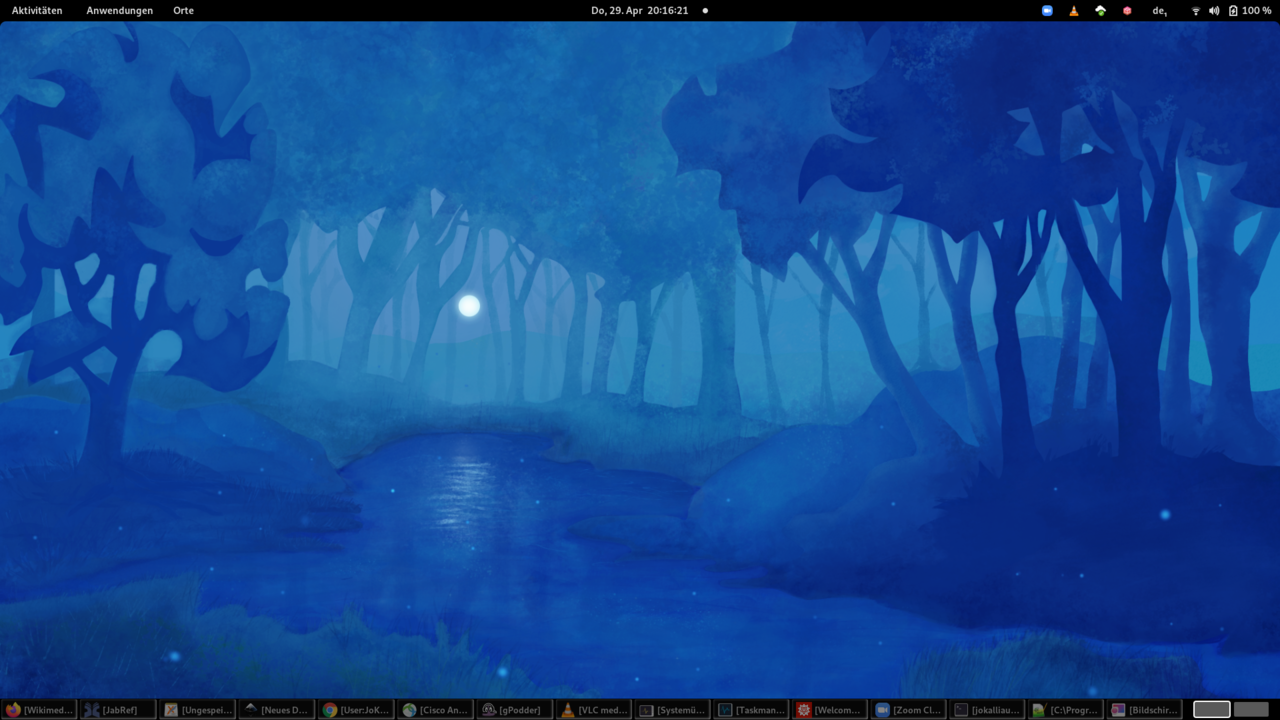 Aktivitäten Anwendungen Orte Do, 29. Apr 20:16:21 de₁ 100 %
[Wikimed… [JabRef] [Ungespei… [Neues D… [User:JoK… [Cisco An… [gPodder] [VLC med… [Systemü… [Taskman… [Welcom… [Zoom Cl… [jokalliau… [C:\Progr… [Bildschir…